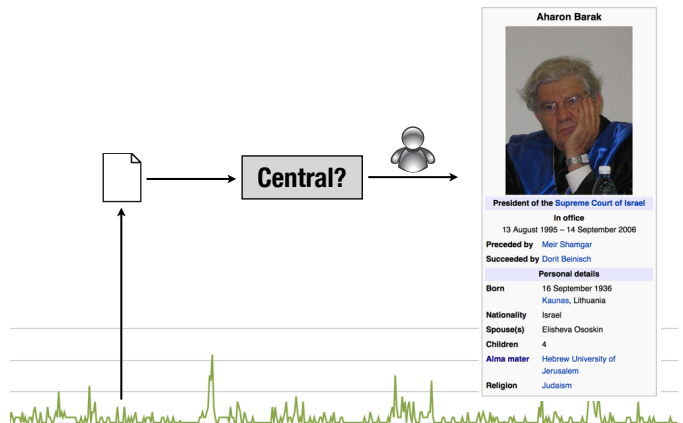 Aharon Barak
Central?
President of the Supreme Court of Israel
In office
13 August 1995 – 14 September 2006
Preceded by Meir Shamgar
Succeeded by Dorit Beinisch
Personal details
Born 16 September 1936
Kaunas, Lithuania
Nationality Israel
Spouse(s) Elisheva Ososkin
Children 4
Alma mater Hebrew University of
Jerusalem
Religion Judaism